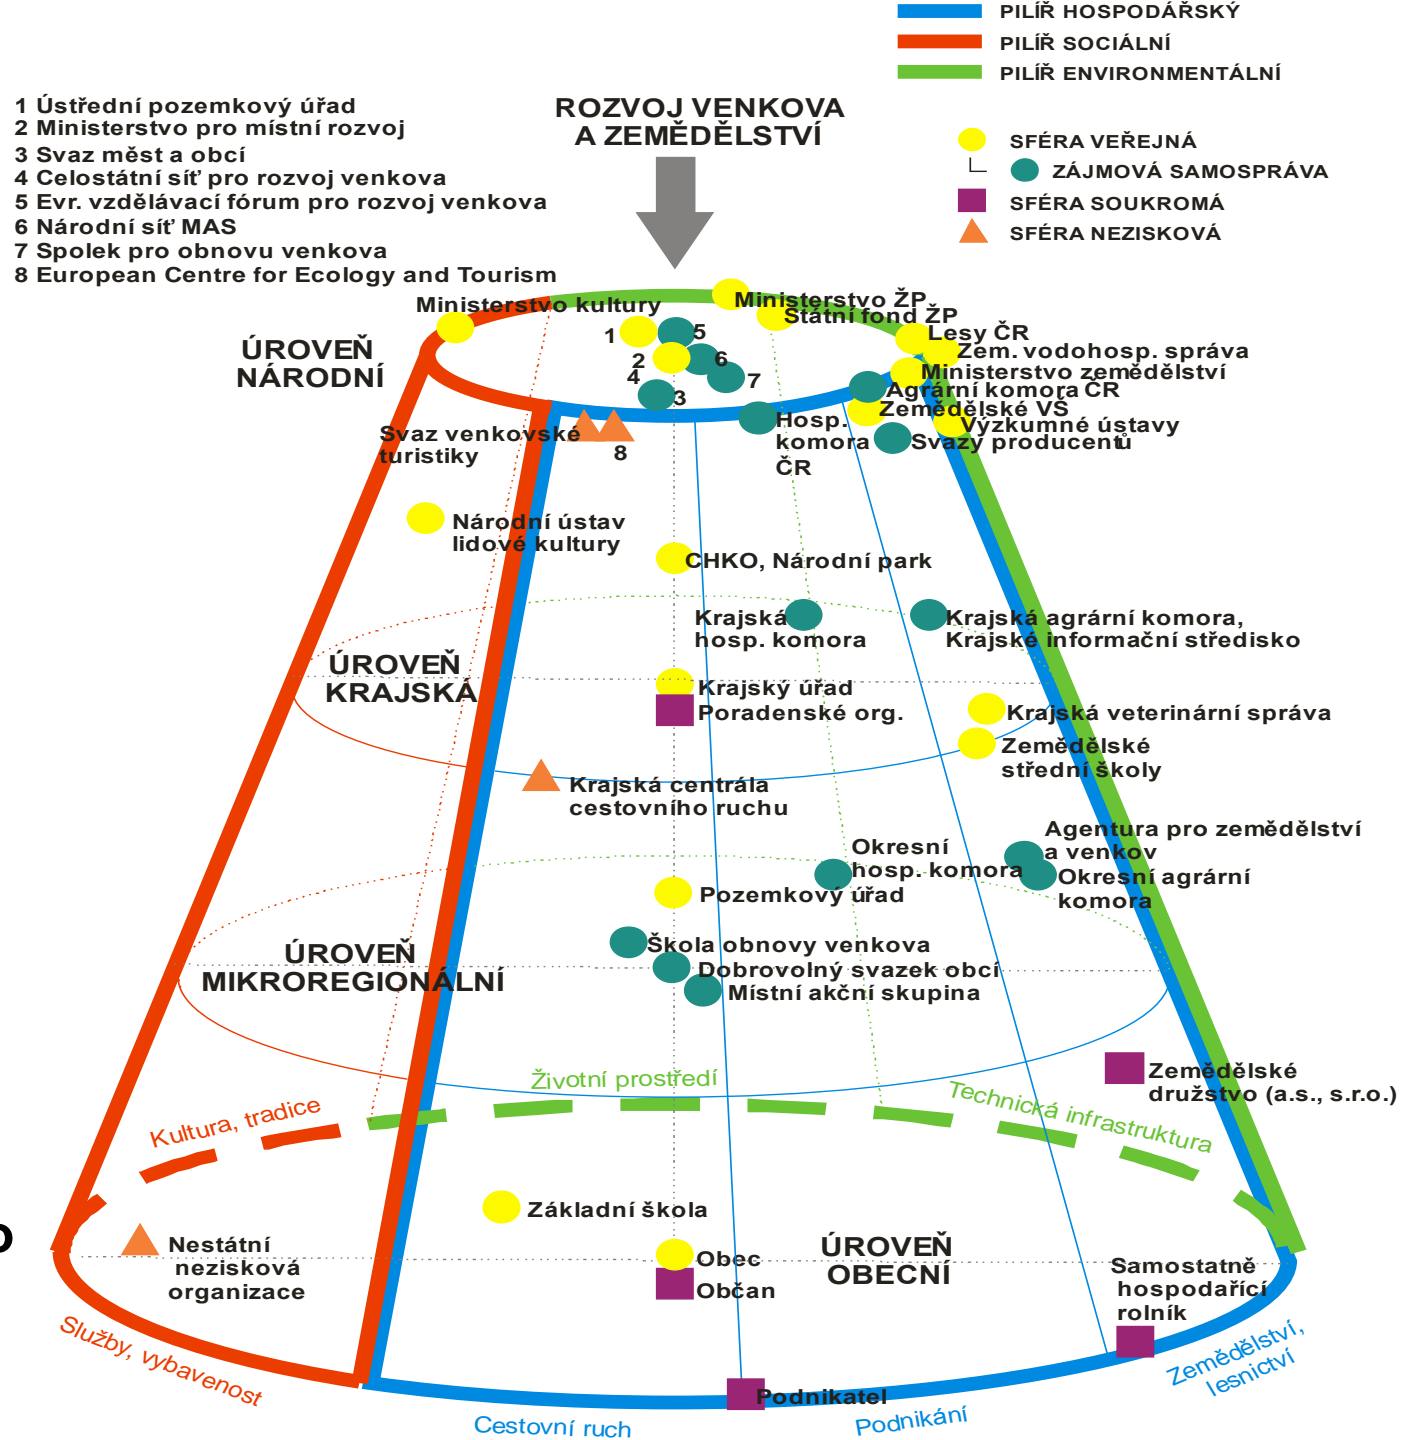 PILÍŘ HOSPODÁŘSKÝ
PILÍŘ SOCIÁLNÍ
PILÍŘ ENVIRONMENTÁLNÍ
1 Ústřední pozemkový úřad
2 Ministerstvo pro místní rozvoj
3 Svaz měst a obcí
4 Celostátní síť pro rozvoj venkova
5 Evr. vzdělávací fórum pro rozvoj venkova
6 Národní síť MAS
7 Spolek pro obnovu venkova
8 European Centre for Ecology and Tourism
ROZVOJ VENKOVA
A ZEMĚDĚLSTVÍ
SFÉRA VEŘEJNÁ
ZÁJMOVÁ SAMOSPRÁVA
SFÉRA SOUKROMÁ
SFÉRA NEZISKOVÁ
Ministerstvo kultury
Ministerstvo ŽP
Státní fond ŽP
Lesy ČR
Zem. vodohosp. správa
Ministerstvo zemědělství
Agrární komora ČR
Zemědělské VŠ
Výzkumné ústavy
Svazy producentů
1
5
2
6
4
7
3
ÚROVEŇ
NÁRODNÍ
Svaz venkovské
turistiky
8
Hosp.
komora
ČR
Národní ústav
lidové kultury
CHKO, Národní park
Krajská
hosp. komora
Krajská agrární komora,
Krajské informační středisko
ÚROVEŇ
KRAJSKÁ
Krajský úřad
Poradenské org.
Krajská veterinární správa
Zemědělské
střední školy
Krajská centrála
cestovního ruchu
Agentura pro zemědělství
a venkov
Okresní
hosp. komora
Okresní agrární
komora
Pozemkový úřad
ÚROVEŇ
MIKROREGIONÁLNÍ
Škola obnovy venkova
Dobrovolný svazek obcí
Místní akční skupina
Zemědělské
družstvo (a.s., s.r.o.)
Životní prostředí
Technická infrastruktura
Kultura, tradice
Základní škola
Nestátní
nezisková
organizace
Obec
Občan
ÚROVEŇ
OBECNÍ
Samostatně
hospodařící
rolník
Služby, vybavenost
Zemědělství,
lesnictví
Podnikatel
Cestovní ruch
Podnikání